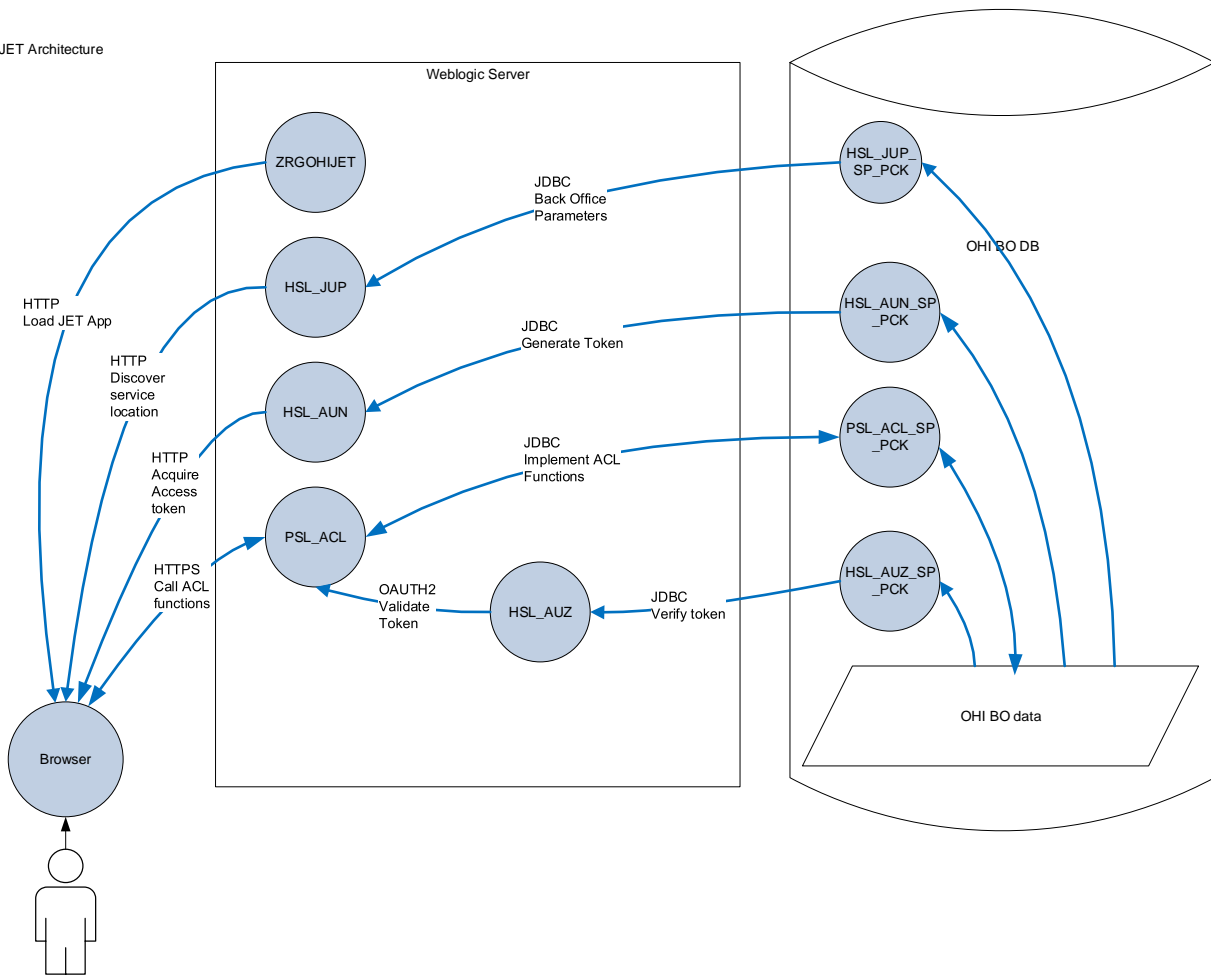 JET Architecture
Weblogic Server
ZRGOHIJET
HSL_JUP_
SP_PCK
JDBC
Back Office
Parameters
OHI BO DB
HSL_JUP
HSL_AUN_SP
_PCK
HTTP
Load JET App
JDBC
Generate Token
HTTP
Discover
service
location
HSL_AUN
PSL_ACL_SP
_PCK
JDBC
Implement ACL
Functions
HTTP
Acquire
Access
token
PSL_ACL
HTTPS
Call ACL
functions
OAUTH2
Validate
Token
HSL_AUZ
JDBC
Verify token
HSL_AUZ_SP
_PCK
OHI BO data
Browser